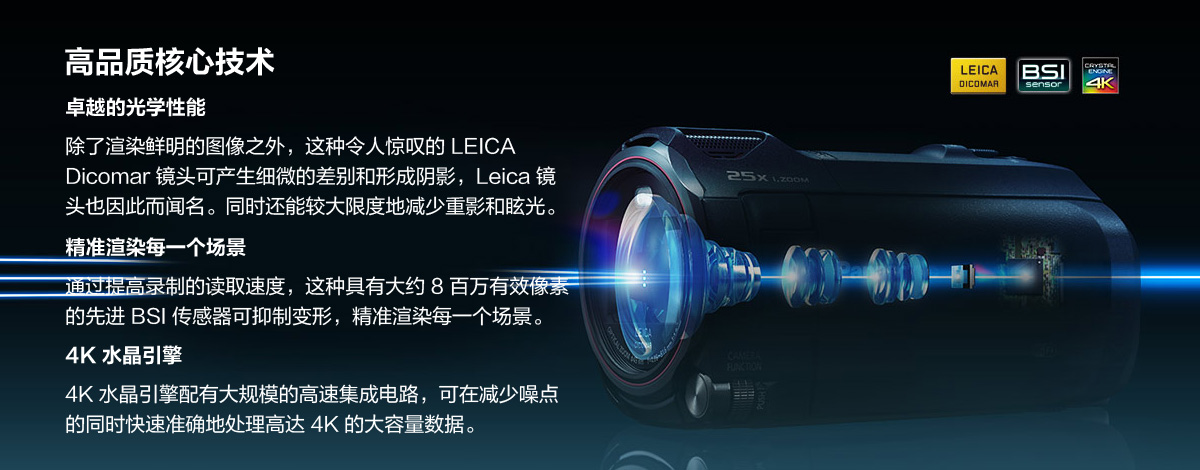 高品质核心技术
卓越的光学性能
除了渲染鲜明的图像之外，这种令人惊叹的 LEICA
Dicomar 镜头可产生细微的差别和形成阴影，Leica 镜
头也因此而闻名。同时还能较大限度地减少重影和眩光。
精准渲染每一个场景
通过提高录制的读取速度，这种具有大约 8 百万有效像素
的先进 BSI 传感器可抑制变形，精准渲染每一个场景。
4K 水晶引擎
4K 水晶引擎配有大规模的高速集成电路，可在减少噪点
的同时快速准确地处理高达 4K 的大容量数据。
LEICA
DICOMAR
BSI
sensor
CRYSTAL
ENGINE
4K
25x I.ZOOM
LEICA
CAMERA
FUNCTION